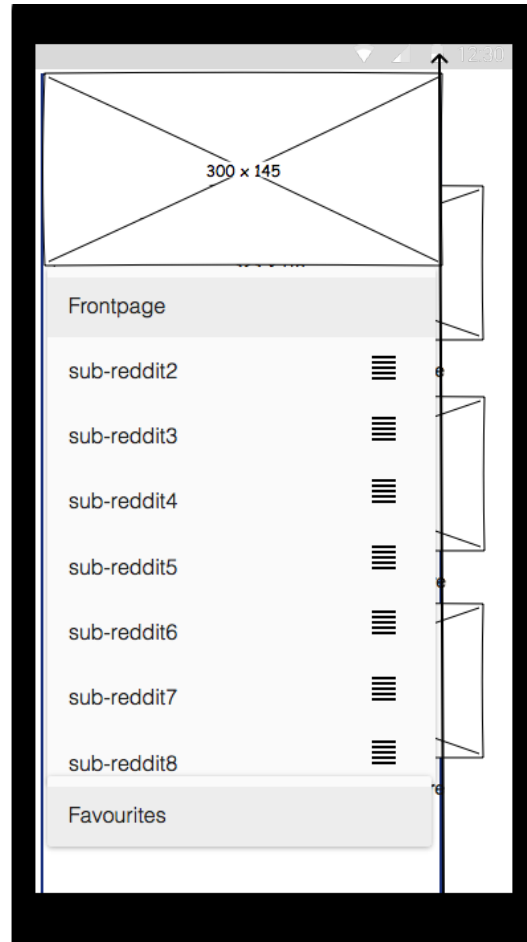 12:30
300 x 145
Frontpage
sub-reddit2
sub-reddit3
sub-reddit4
sub-reddit5
sub-reddit6
sub-reddit7
sub-reddit8
Favourites